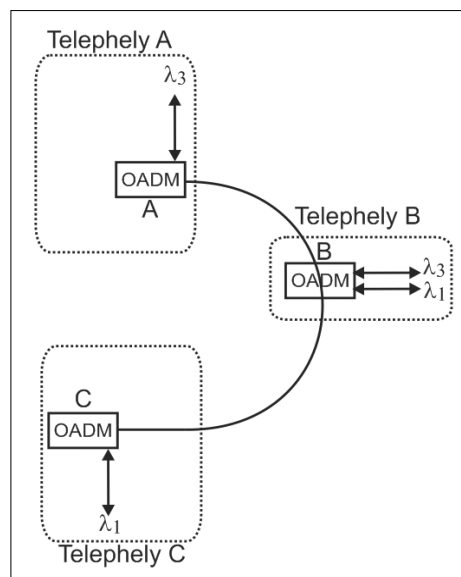 Telephely A
λ3
OADM
A
Telephely B
B
OADM
λ3
λ1
C
OADM
λ1
Telephely C